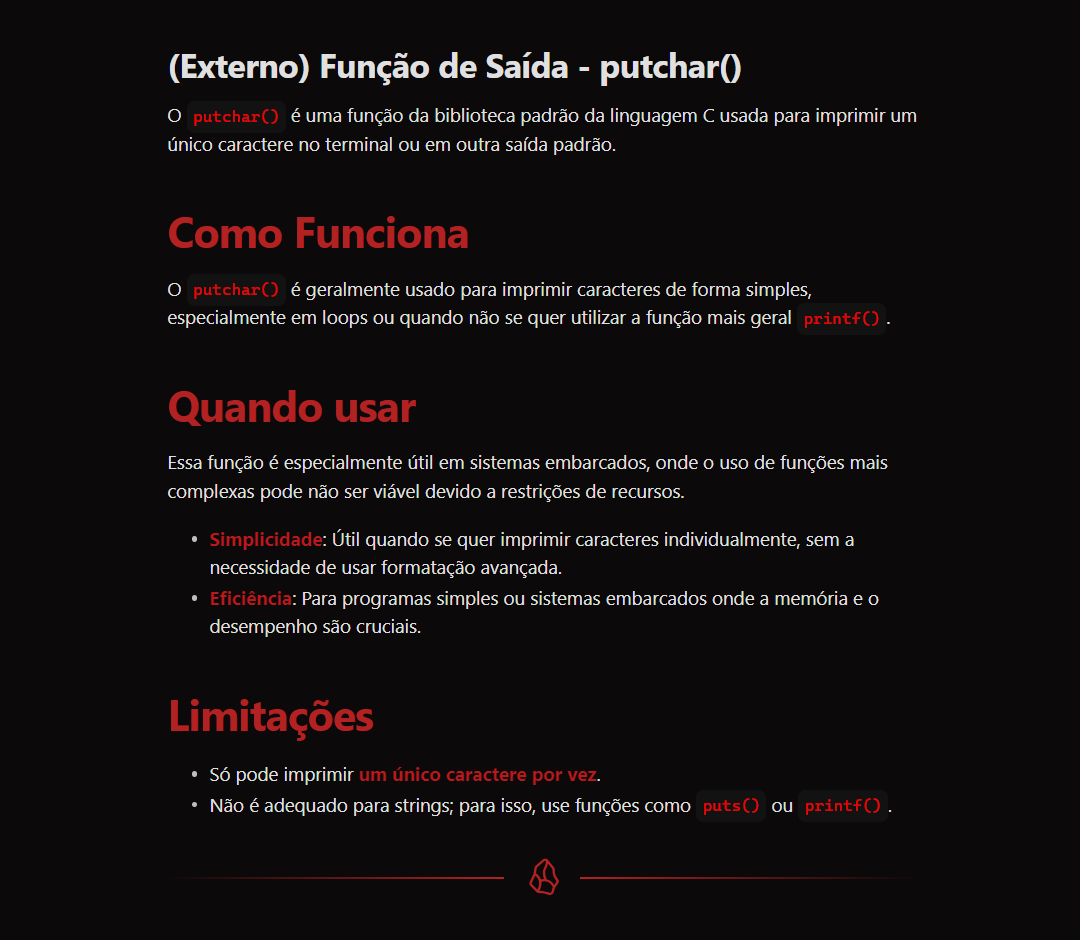 (Externo) Função de Saída - putchar()
O putchar() é uma função da biblioteca padrão da linguagem C usada para imprimir um
único caractere no terminal ou em outra saída padrão.
Como Funciona
O putchar() é geralmente usado para imprimir caracteres de forma simples,
especialmente em loops ou quando não se quer utilizar a função mais geral printf().
Quando usar
Essa função é especialmente útil em sistemas embarcados, onde o uso de funções mais
complexas pode não ser viável devido a restrições de recursos.
• Simplicidade: Útil quando se quer imprimir caracteres individualmente, sem a
necessidade de usar formatação avançada.
• Eficiência: Para programas simples ou sistemas embarcados onde a memória e o
desempenho são cruciais.
Limitações
• Só pode imprimir um único caractere por vez.
• Não é adequado para strings; para isso, use funções como puts() ou printf().